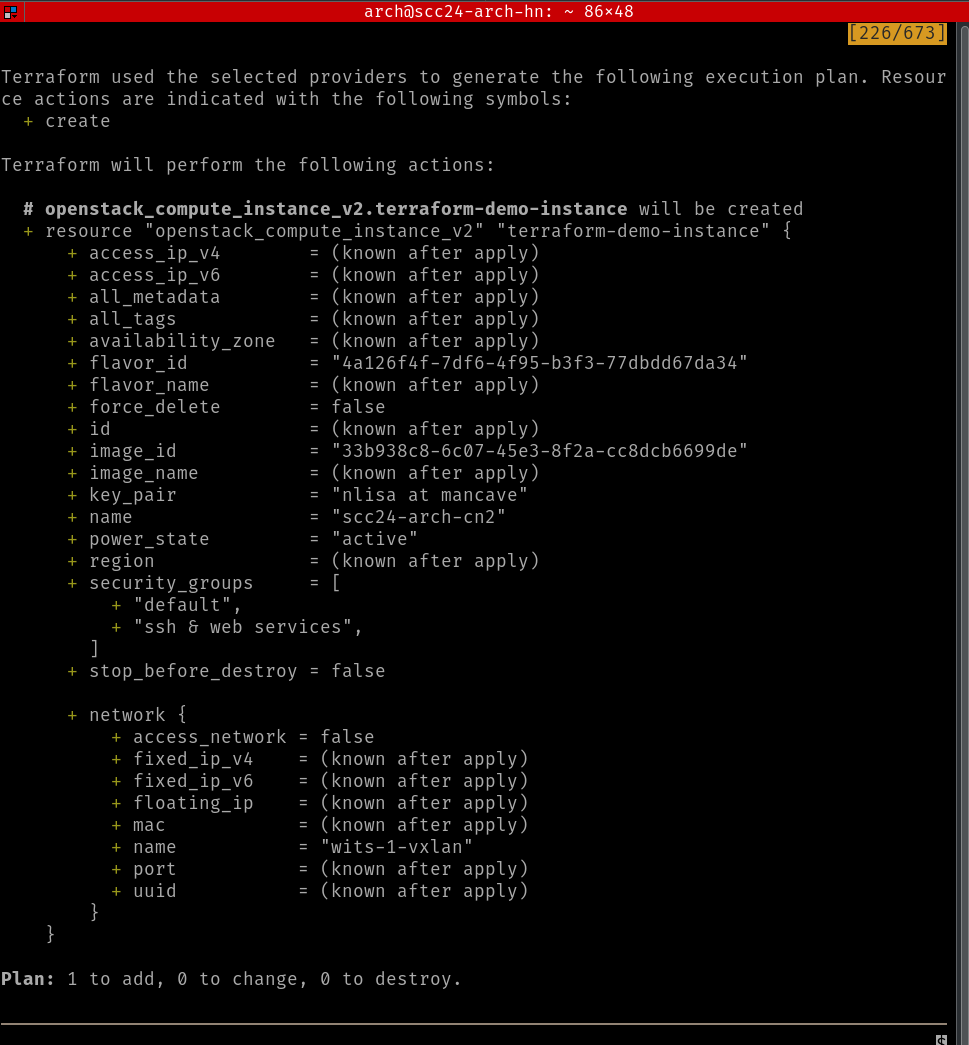 arch@scc24-arch-hn: ~ 86×48
[226/673]
Terraform used the selected providers to generate the following execution plan. Resour
ce actions are indicated with the following symbols:
  + create
Terraform will perform the following actions:
  # openstack_compute_instance_v2.terraform-demo-instance will be created
  + resource "openstack_compute_instance_v2" "terraform-demo-instance" {
      + access_ip_v4        = (known after apply)
      + access_ip_v6        = (known after apply)
      + all_metadata        = (known after apply)
      + all_tags            = (known after apply)
      + availability_zone   = (known after apply)
      + flavor_id           = "4a126f4f-7df6-4f95-b3f3-77dbdd67da34"
      + flavor_name         = (known after apply)
      + force_delete        = false
      + id                  = (known after apply)
      + image_id            = "33b938c8-6c07-45e3-8f2a-cc8dcb6699de"
      + image_name          = (known after apply)
      + key_pair            = "nlisa at mancave"
      + name                = "scc24-arch-cn2"
      + power_state         = "active"
      + region              = (known after apply)
      + security_groups     = [
          + "default",
          + "ssh & web services",
        ]
      + stop_before_destroy = false
      + network {
          + access_network = false
          + fixed_ip_v4    = (known after apply)
          + fixed_ip_v6    = (known after apply)
          + floating_ip    = (known after apply)
          + mac            = (known after apply)
          + name           = "wits-1-vxlan"
          + port           = (known after apply)
          + uuid           = (known after apply)
        }
    }
Plan: 1 to add, 0 to change, 0 to destroy.